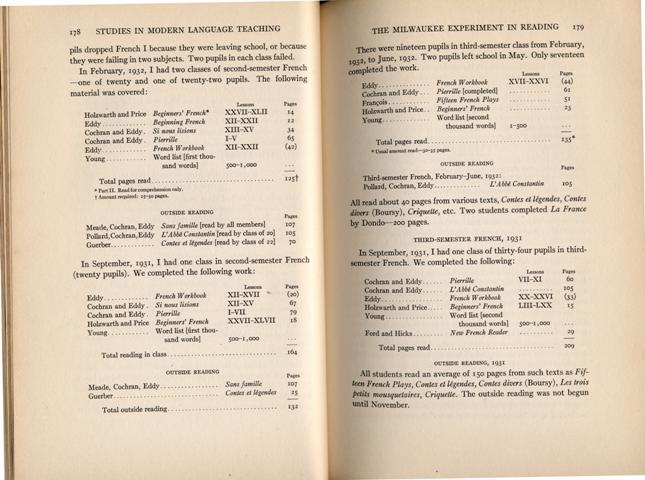 178 STUDIES IN MODERN LANGUAGE TEACHING
pils dropped French I because they were leaving school, or because
they were failing in two subjects. Two pupils in each class failed.
In February, 1932, I had two classes of second-semester French
—one of twenty and one of twenty-two pupils. The following
material was covered:
Lessons Pages
Holzwarth and Price Beginners' French* XXVII-XLII 14
Eddy Beginning French XII-XXII 12
Cochran and Eddy Si nous lisions XIII-XV 34
Cochran and Eddy Pierrille I-V 65
Eddy French Workbook XII-XXII (42)
Young Word list [first thou-
sand words] 500-1,000 ...
Total pages read 125†
* Part II. Read for comprehension only.
† Amount required: 25-50 pages.
OUTSIDE READING
Pages
Meade, Cochran, Eddy Sans famille [read by all members] 107
Pollard, Cochran, Eddy L'Abbé Constantin [read by class of 20] 105
Guerber Contes et légendes [read by class of 22] 70
In September, 1931, I had one class in second-semester French
(twenty pupils). We completed the following work:
Lessons Pages
Eddy French Workbook XII-XVII (20)
Cochran and Eddy Si nous lisions XII-XV 67
Cochran and Eddy Pierrille I-VII 79
Holzwarth and Price Beginners' French XXVII-XLVII 18
Young Word list [first thou-
sand words] 500-1,000 ...
Total reading in class 164
OUTSIDE READING
Pages
Meade, Cochran, Eddy Sans famille 107
Guerber Contes et légendes 25
Total outside reading 132
THE MILWAUKEE EXPERIMENT IN READING 179
There were nineteen pupils in third-semester class from February,
1932, to June, 1932. Two pupils left school in May. Only seventeen
completed the work.
Lessons Pages
Eddy French Workbook XVII-XXVI (44)
Cochran and Eddy Pierrille [completed] 61
François Fifteen French Plays 51
Holzwarth and Price Beginners' French 23
Young Word list [second
thousand words] 1-500 ...
Total pages read 135*
* Usual amount read—30-35 pages.
OUTSIDE READING
Pages
Third-semester French, February-June, 1932:
Pollard, Cochran, Eddy L'Abbé Constantin 105
All read about 40 pages from various texts, Contes et légendes, Contes
divers (Boursy), Criquette, etc. Two students completed La France
by Dondo—200 pages.
THIRD-SEMESTER FRENCH, 1931
In September, 1931, I had one class of thirty-four pupils in third-
semester French. We completed the following:
Lessons Pages
Cochran and Eddy Pierrille VII-XI 60
Cochran and Eddy L'Abbé Constantin 105
Eddy French Workbook XX-XXVI (33)
Holzwarth and Price Beginners' French LIII-LXX 15
Young Word list [second
thousand words] 500-1,000 ...
Ford and Hicks New French Reader 29
Total pages read 209
OUTSIDE READING, 1931
All students read an average of 150 pages from such texts as Fif-
teen French Plays, Contes et légendes, Contes divers (Boursy), Les trois
petits mousquetaires, Criquette. The outside reading was not begun
until November.